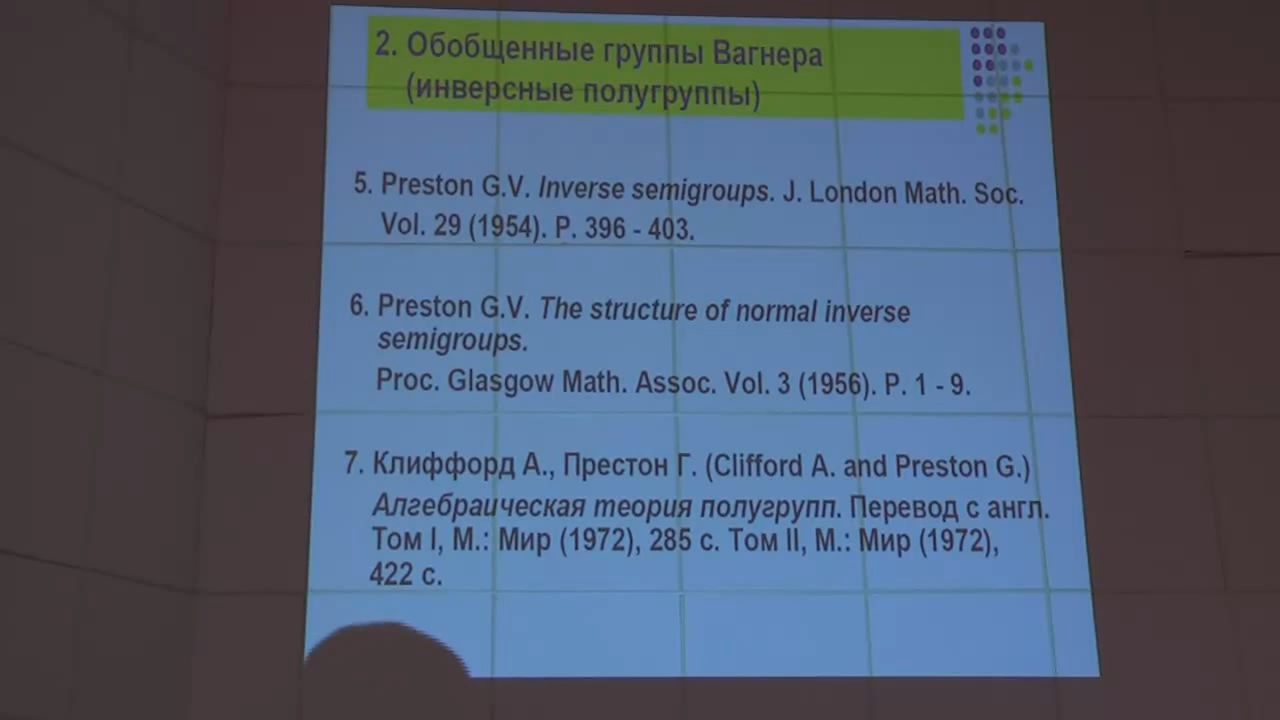 2. Обобщенные группы Вагнера
(инверсные полугруппы)
5. Preston G.V. Inverse semigroups. J. London Math. Soc.
Vol. 29 (1954). P. 396 - 403.
6. Preston G.V. The structure of normal inverse
semigroups.
Proc. Glasgow Math. Assoc. Vol. 3 (1956). P. 1 - 9.
7. Клиффорд А., Престон Г. (Clifford A. and Preston G.)
Алгебраическая теория полугрупп. Перевод с англ.
Том I, М.: Мир (1972), 285 с. Том II, М.: Мир (1972),
422 с.